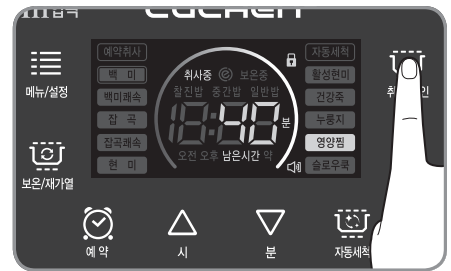 CUCHEN
메뉴/설정
보온/재가열
예약취사
백 미
백미쾌속
잡 곡
잡곡쾌속
현 미
취사중 보온중
찰진밥 중간밥 일반밥
40 분
오전 오후 남은시간 약
자동세척
활성현미
건강죽
누룽지
영양찜
슬로우쿡
예 약
시
분
자동세척